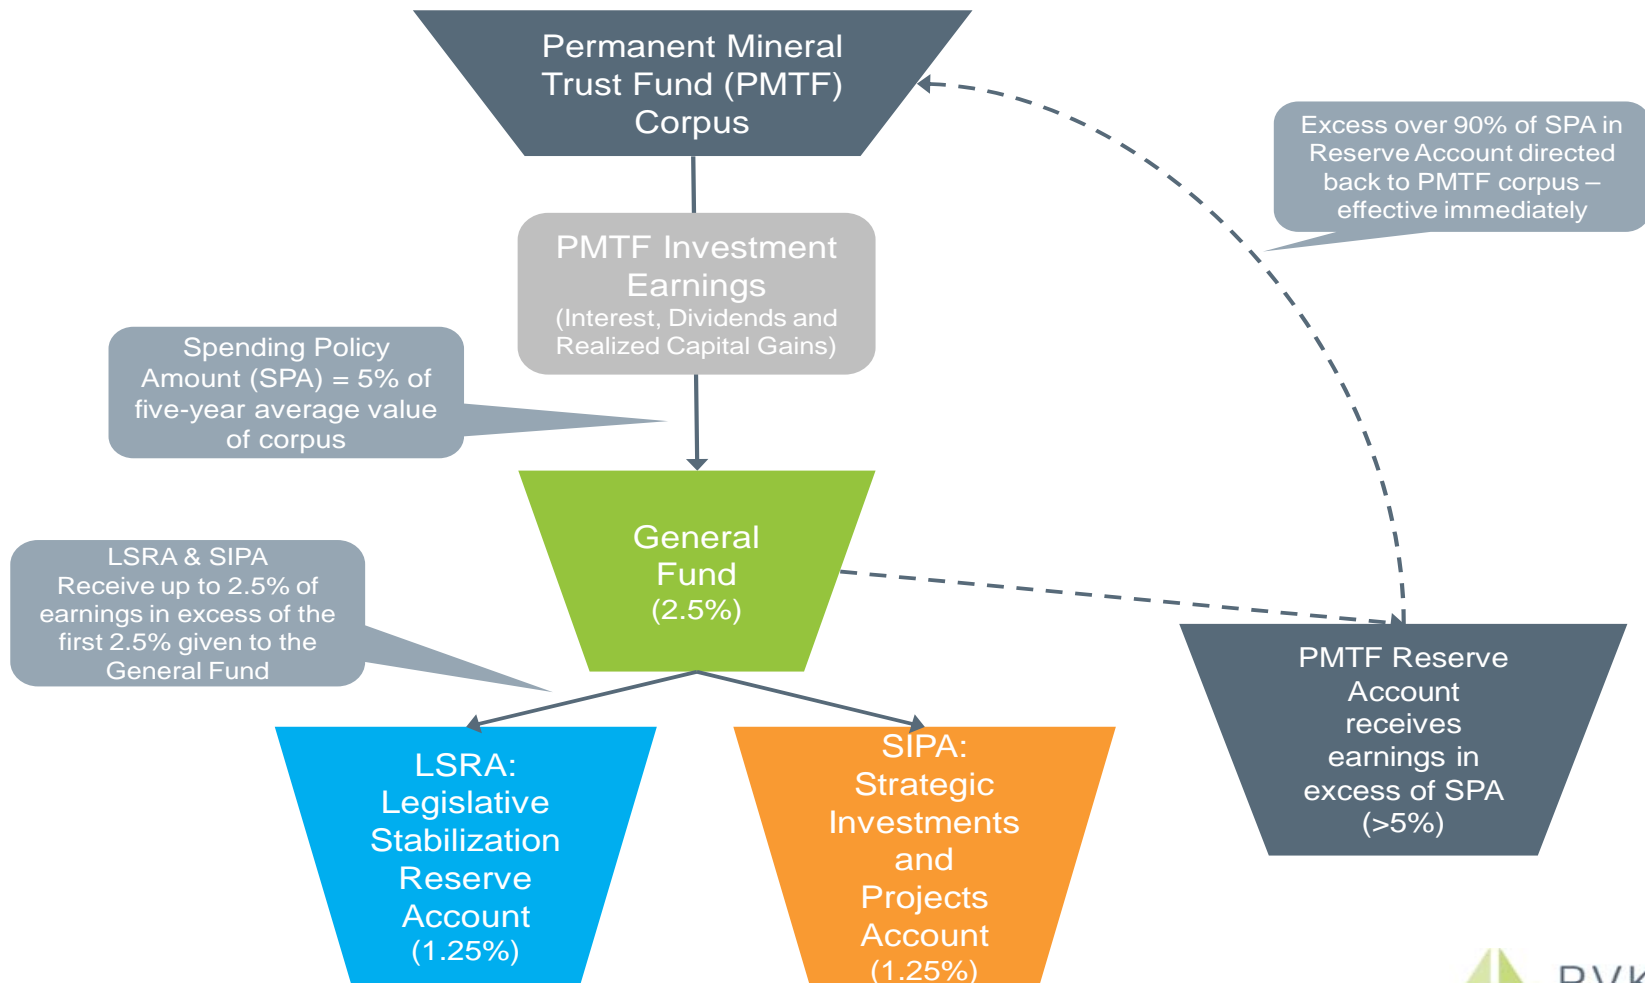 Permanent Mineral
Trust Fund (PMTF)
Corpus
Excess over 90% of SPA in
Reserve Account directed
back to PMTF corpus –
effective immediately
PMTF Investment
Earnings
(Interest, Dividends and
Realized Capital Gains)
Spending Policy
Amount (SPA) = 5% of
five-year average value
of corpus
General
Fund
(2.5%)
LSRA & SIPA
Receive up to 2.5% of
earnings in excess of the
first 2.5% given to the
General Fund
PMTF Reserve
Account
receives
earnings in
excess of SPA
(>5%)
LSRA:
Legislative
Stabilization
Reserve
Account
(1.25%)
SIPA:
Strategic
Investments
and
Projects
Account
(1.25%)